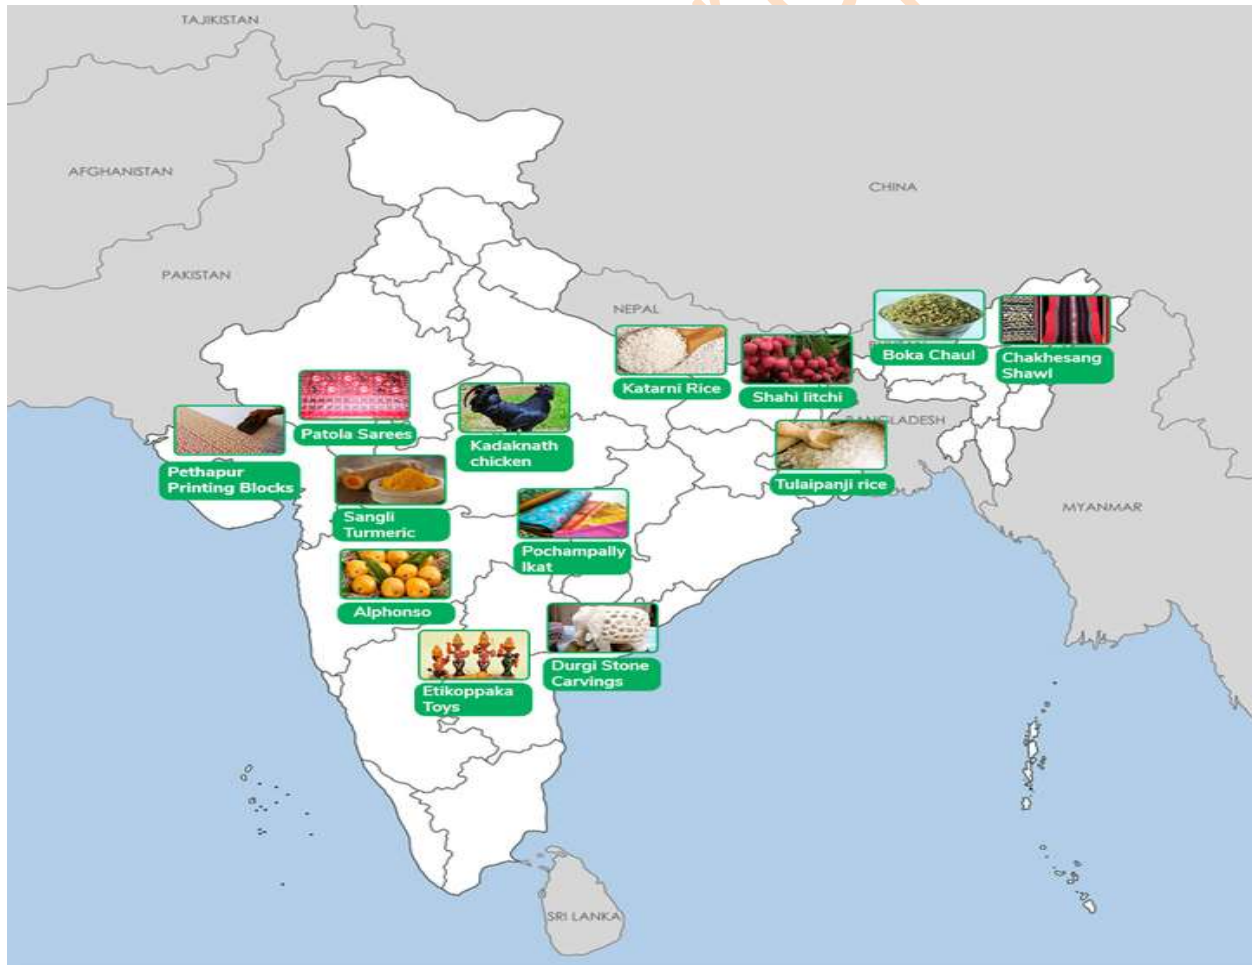 TAJIKISTAN
AFGHANISTAN
CHINA
PAKISTAN
NEPAL
Boka Chaul
Chakhesang
Shawl
Katarni Rice
Shahi litchi
BANGLADESH
Patola Sarees
Kadaknath
chicken
Pethapur
Printing Blocks
Tulaipanji rice
MYANMAR
Sangli
Turmeric
Pochampally
Ikat
Alphonso
Durgi Stone
Carvings
Etikoppaka
Toys
SRI LANKA